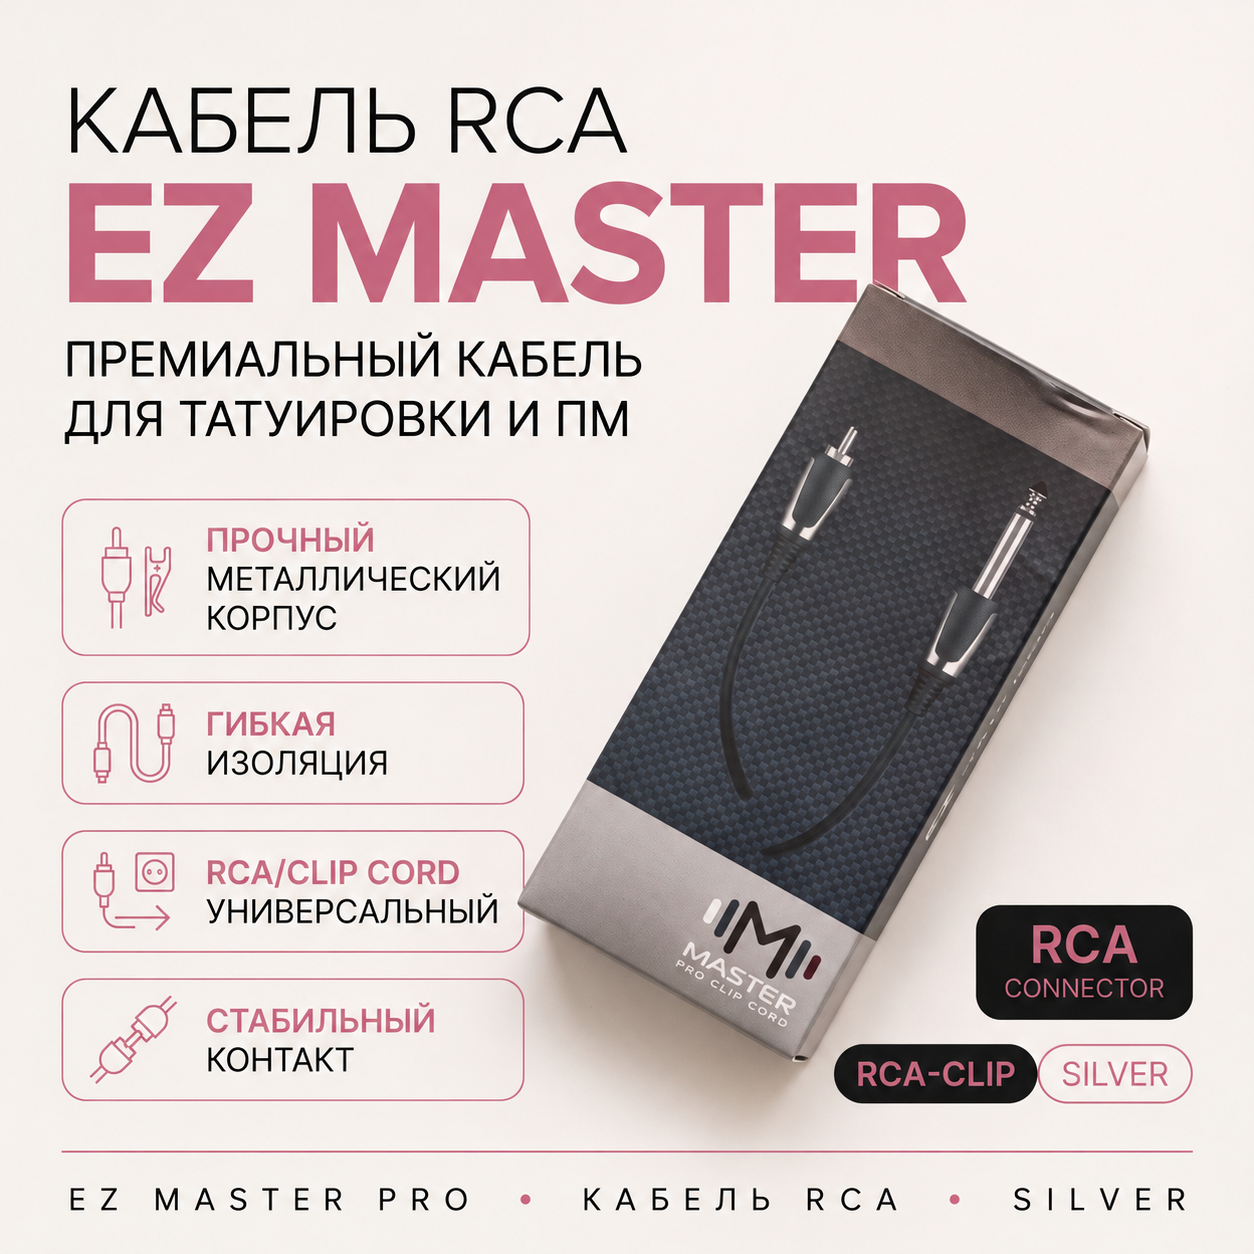 КАБЕЛЬ RCA
EZ MASTER
ПРЕМИАЛЬНЫЙ КАБЕЛЬ
ДЛЯ ТАТУИРОВКИ И ПМ
ПРОЧНЫЙ
МЕТАЛЛИЧЕСКИЙ
КОРПУС
ГИБКАЯ
ИЗОЛЯЦИЯ
RCA/CLIP CORD
УНИВЕРСАЛЬНЫЙ
СТАБИЛЬНЫЙ
КОНТАКТ
MASTER
PRO CLIP CORD
RCA
CONNECTOR
RCA-CLIP
SILVER
EZ MASTER PRO • КАБЕЛЬ RCA • SILVER